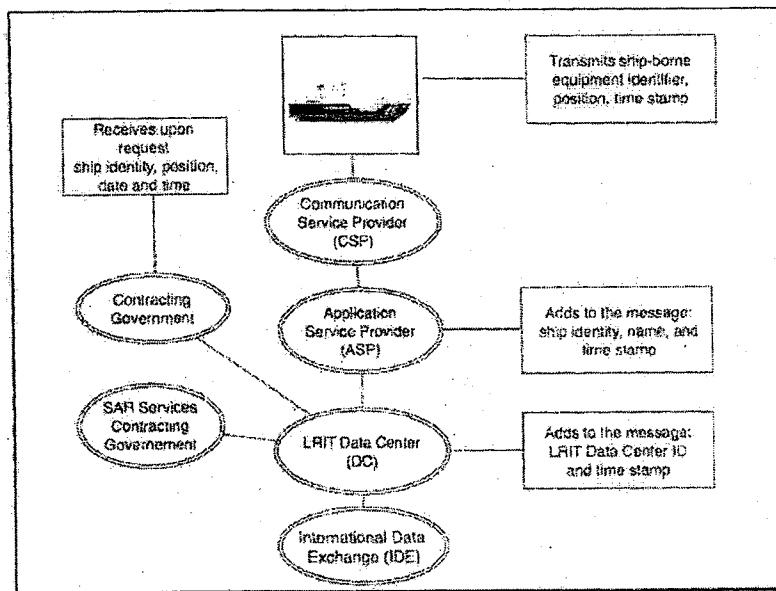 Transmits ship-borne
equipment identifier,
position, time stamp
Receives upon
request
ship identity, position,
date and time
Communication
Service Provider
(CSP)
Contracting
Government
Application
Service Provider
(ASP)
Adds to the message:
ship identity, name, and
time stamp
SAR Services
Contracting
Governement
LRIT Data Center
(DC)
Adds to the message:
LRIT Data Center ID
and time stamp
International Data
Exchange (IDE)